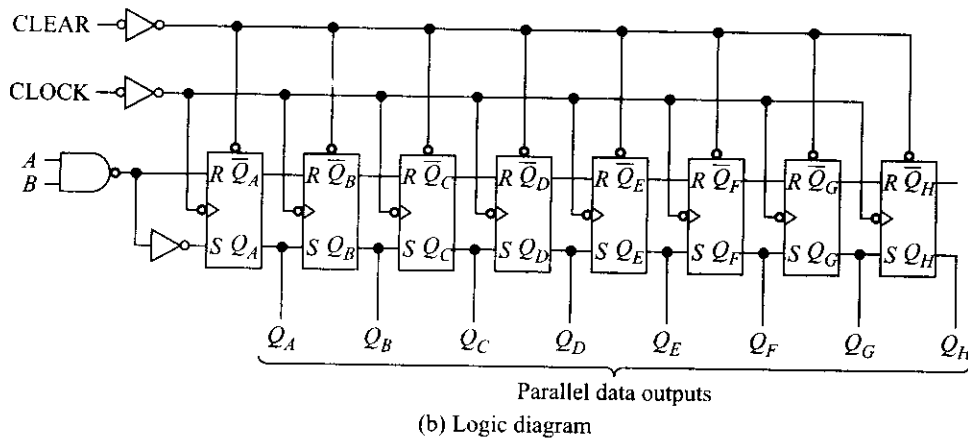 CLEAR
CLOCK
A
B
R Q̅A R Q̅B R Q̅C R Q̅D R Q̅E R Q̅F R Q̅G R Q̅H
S QA S QB S QC S QD S QE S QF S QG S QH
QA QB QC QD QE QF QG QH
Parallel data outputs
(b) Logic diagram